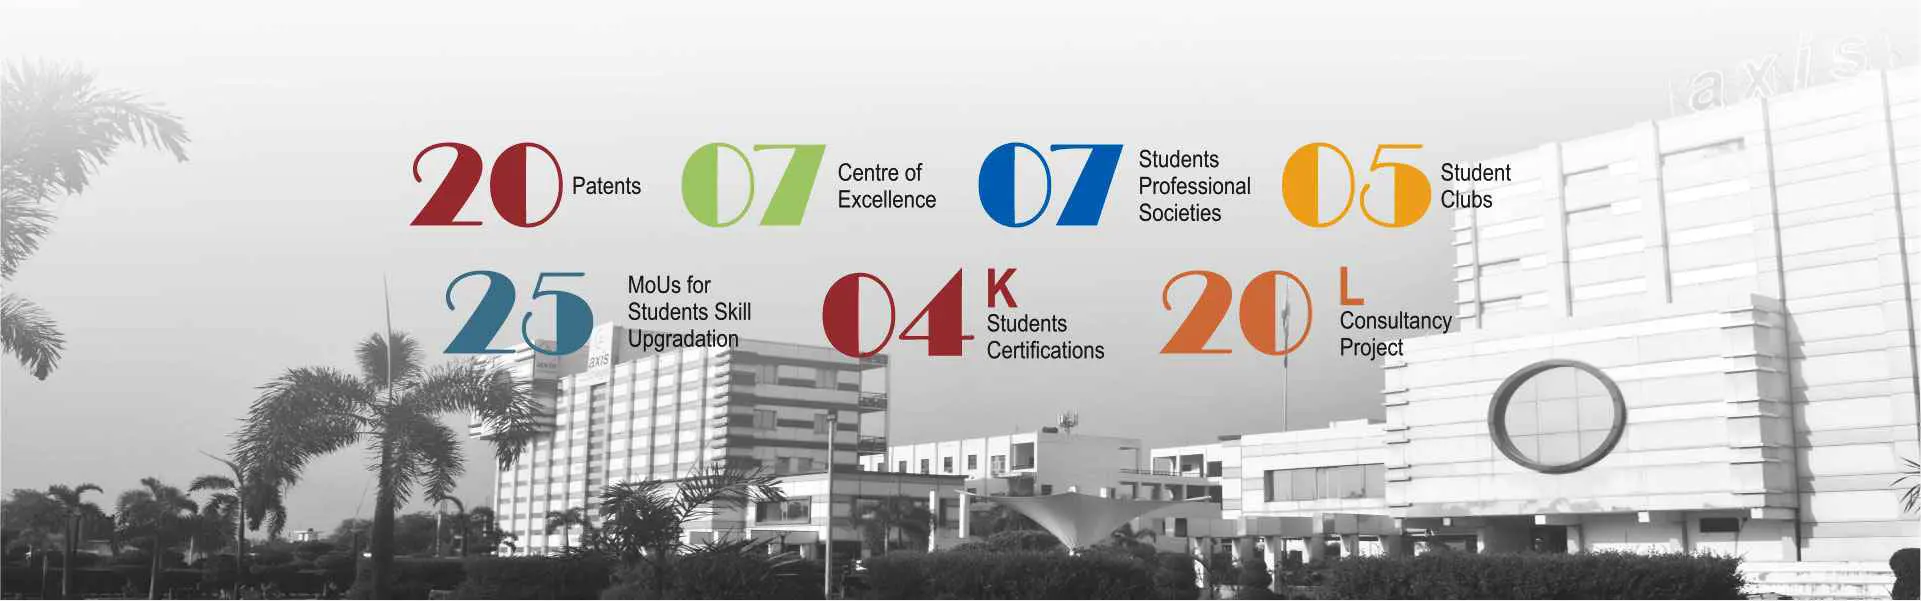 axis
20 Patents
07 Centre of
Excellence
07 Students
Professional
Societies
05 Student
Clubs
25 MoUs for
Students Skill
Upgradation
04 K
Students
Certifications
20 L
Consultancy
Project
axis